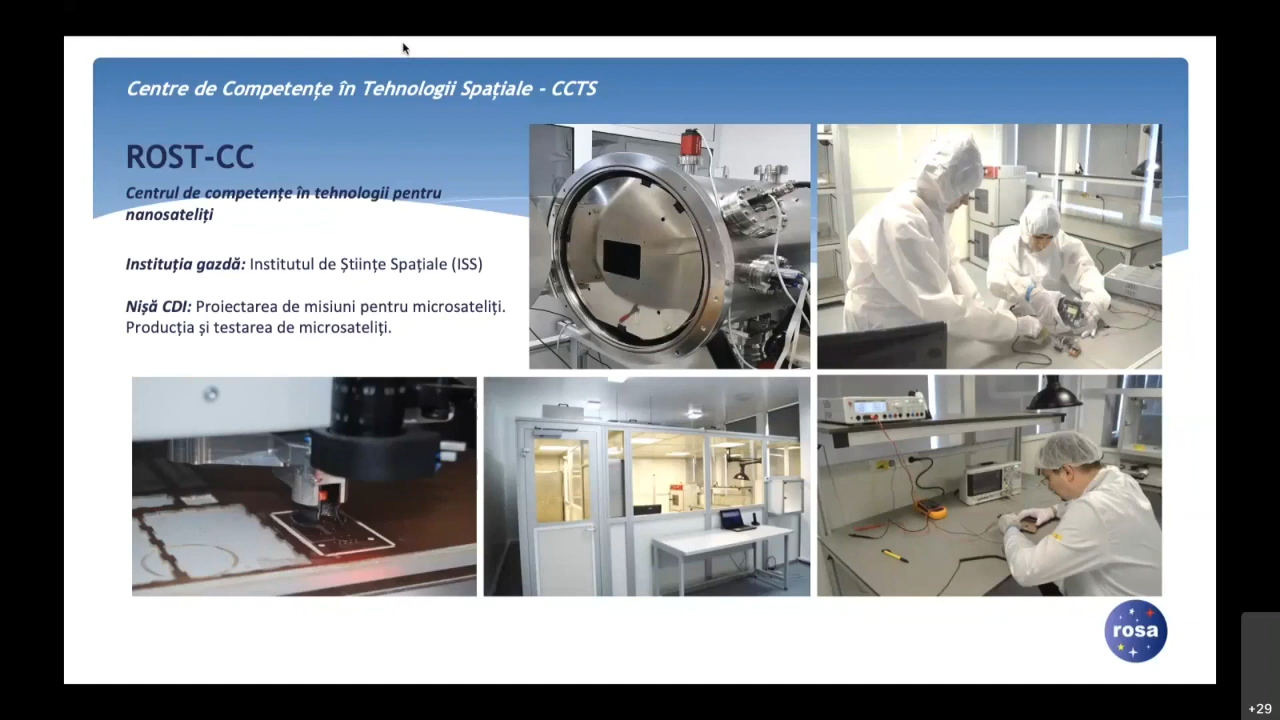 Centre de Competențe în Tehnologii Spațiale - CCTS
ROST-CC
Centrul de competențe în tehnologii pentru
nanosateliți
Instituția gazdă: Institutul de Științe Spațiale (ISS)
Nișă CDI: Proiectarea de misiuni pentru microsateliți.
Producția și testarea de microsateliți.
rosa
+29